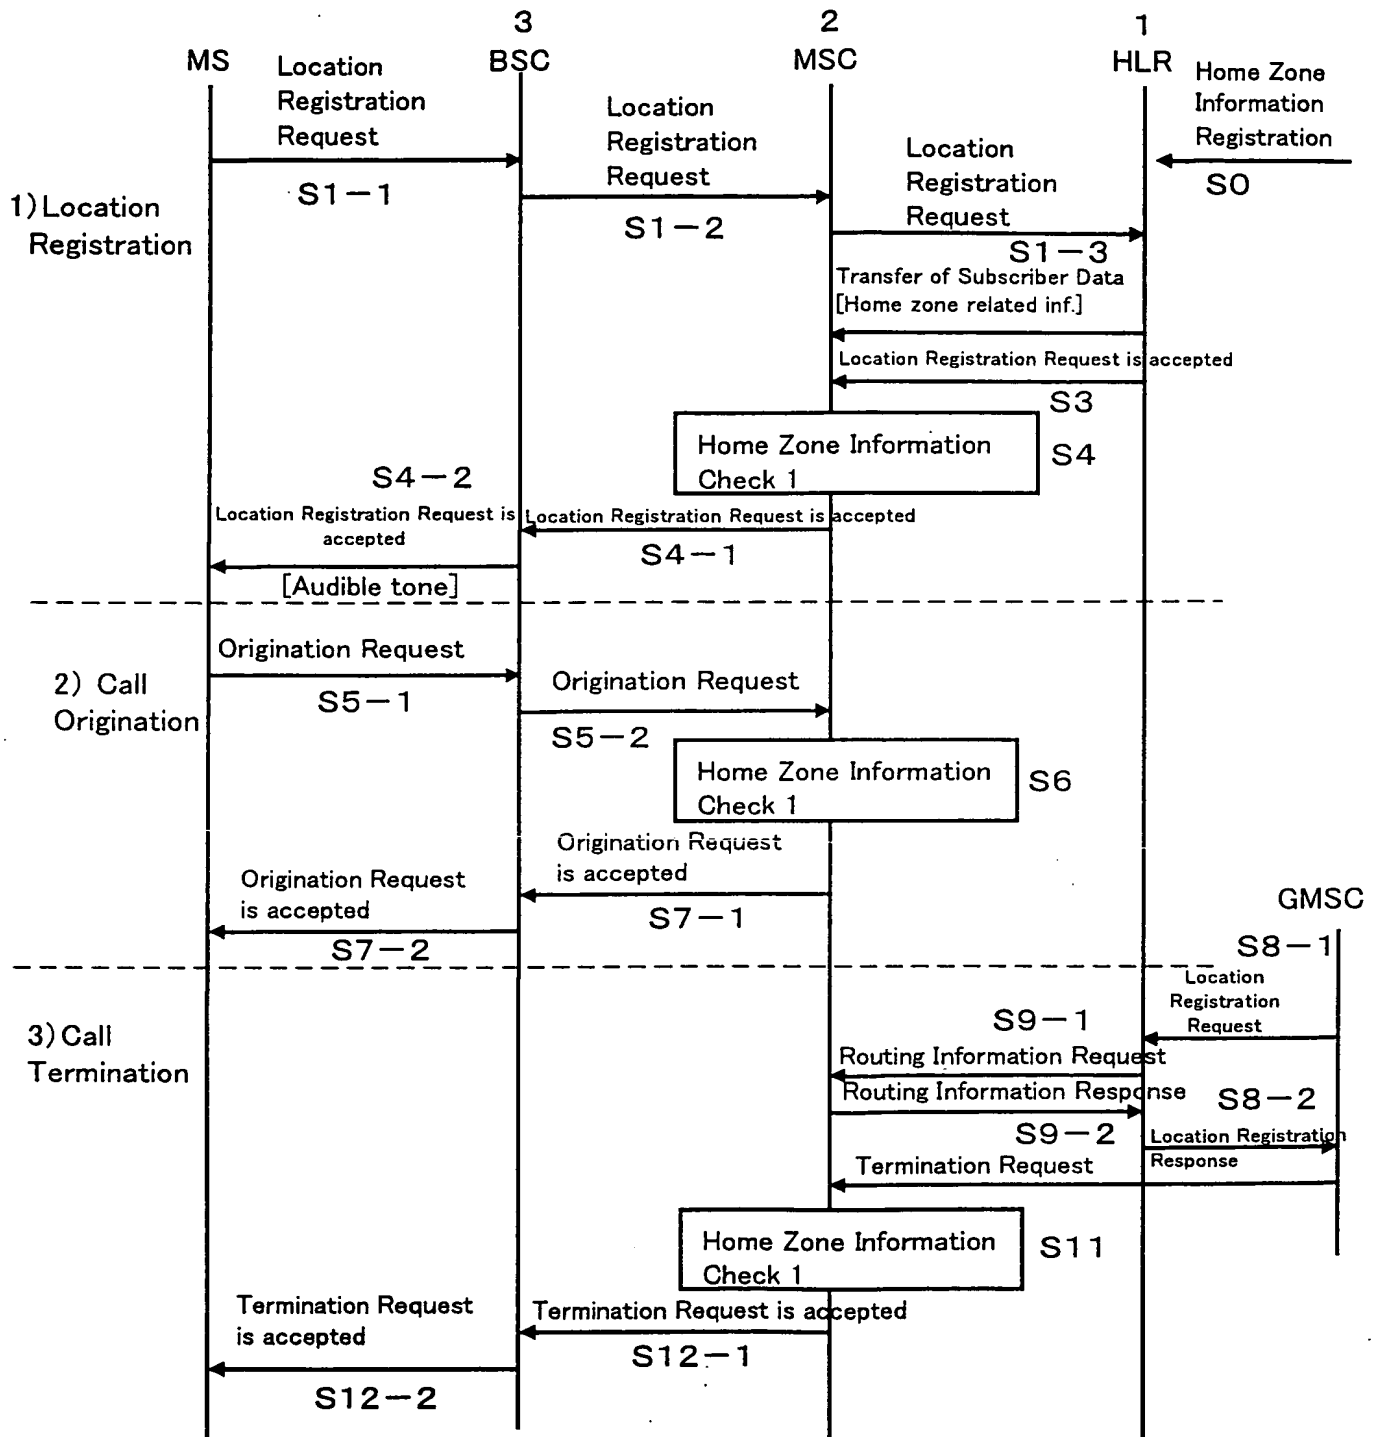 3
2
1
MS
BSC
MSC
HLR
Location
Registration
Request
Location
Registration
Request
Location
Registration
Request
Home Zone
Information
Registration
S1-1
S1-2
S1-3
S0
1) Location
Registration
Transfer of Subscriber Data
[Home zone related inf.]
Location Registration Request is accepted
S3
Home Zone Information
Check 1
S4
S4-2
Location Registration Request is
accepted
Location Registration Request is accepted
S4-1
[Audible tone]
Origination Request
S5-1
2) Call
Origination
Origination Request
S5-2
Home Zone Information
Check 1
S6
Origination Request
is accepted
S7-1
Origination Request
is accepted
S7-2
GMSC
S8-1
Location
Registration
Request
3) Call
Termination
S9-1
Routing Information Request
Routing Information Response
S9-2
S8-2
Location Registration
Response
Termination Request
Home Zone Information
Check 1
S11
Termination Request
is accepted
Termination Request is accepted
S12-1
S12-2